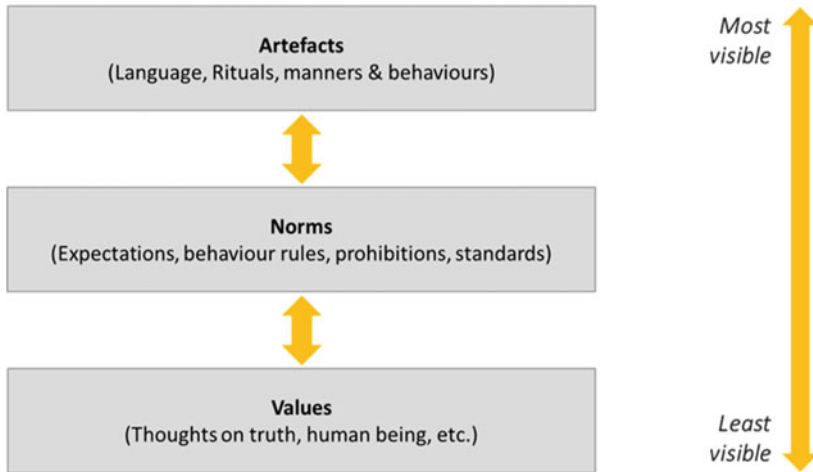 Artefacts
(Language, Rituals, manners & behaviours)
Most
visible
Norms
(Expectations, behaviour rules, prohibitions, standards)
Values
(Thoughts on truth, human being, etc.)
Least
visible